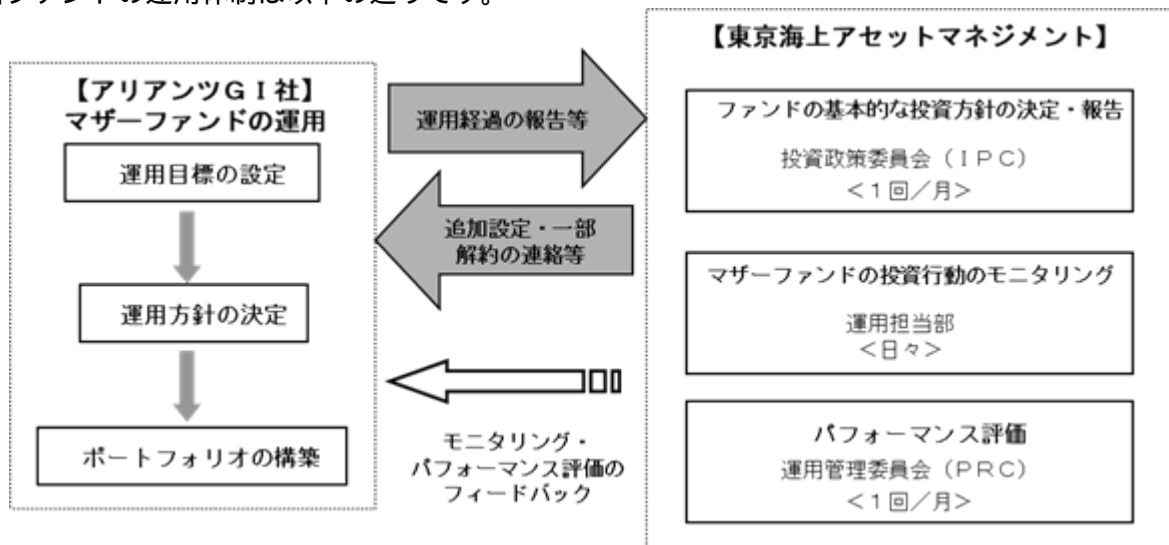 ファンドの運用体制は以下の通りです。
【アリアンツGI社】
マザーファンドの運用
運用目標の設定
運用方針の決定
ポートフォリオの構築
運用経過の報告等
追加設定・一部
解約の連絡等
モニタリング・
パフォーマンス評価の
フィードバック
【東京海上アセットマネジメント】
ファンドの基本的な投資方針の決定・報告
投資政策委員会（IPC）
＜1回／月＞
マザーファンドの投資行動のモニタリング
運用担当部
＜日々＞
パフォーマンス評価
運用管理委員会（PRC）
＜1回／月＞